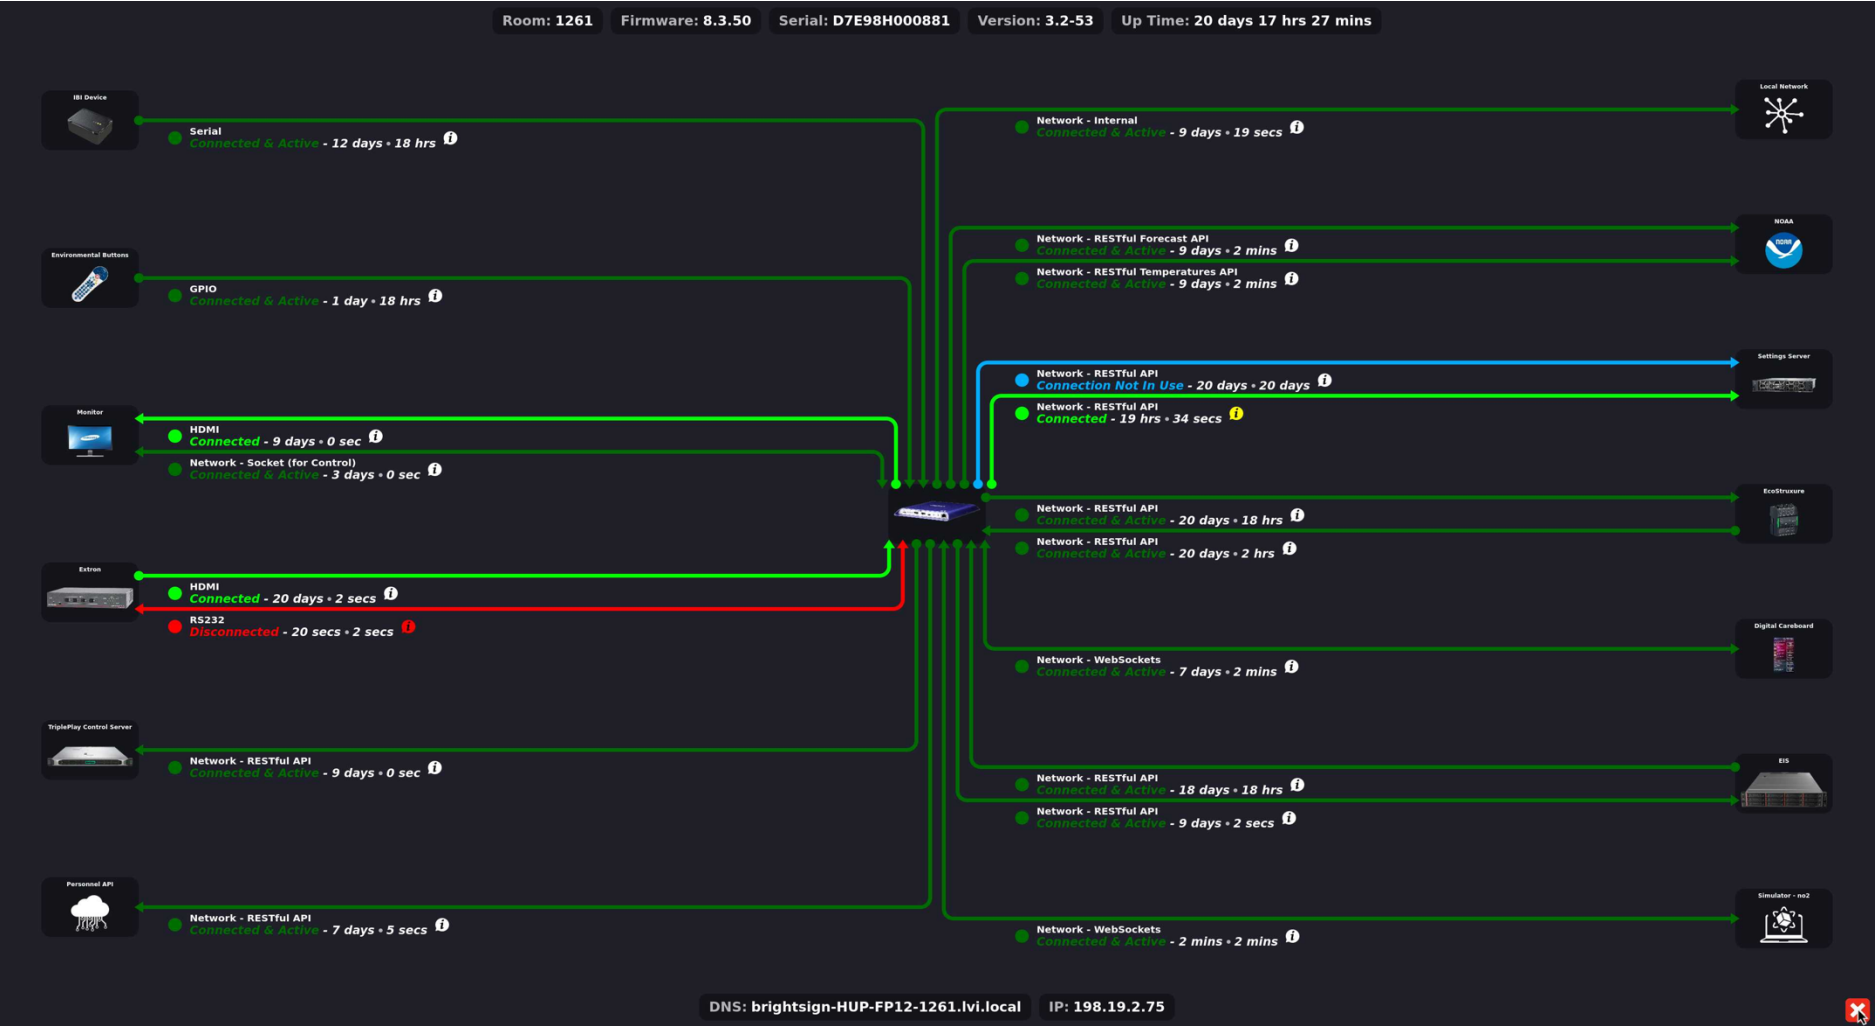 Room: 1261 Firmware: 8.3.50 Serial: D7E98H000881 Version: 3.2-53 Up Time: 20 days 17 hrs 27 mins
IBI Device
Serial
Connected & Active - 12 days • 18 hrs
Environmental Buttons
GPIO
Connected & Active - 1 day • 18 hrs
Monitor
HDMI
Connected - 9 days • 0 sec
Network - Socket (for Control)
Connected & Active - 3 days • 0 sec
Extron
HDMI
Connected - 20 days • 2 secs
RS232
Disconnected - 20 secs • 2 secs
TriplePlay Control Server
Network - RESTful API
Connected & Active - 9 days • 0 sec
Personnel API
Network - RESTful API
Connected & Active - 7 days • 5 secs
Local Network
Network - Internal
Connected & Active - 9 days • 19 secs
NOAA
NOAA
Network - RESTful Forecast API
Connected & Active - 9 days • 2 mins
Network - RESTful Temperatures API
Connected & Active - 9 days • 2 mins
Settings Server
Network - RESTful API
Connection Not In Use - 20 days • 20 days
Network - RESTful API
Connected - 19 hrs • 34 secs
EcoStruxure
Network - RESTful API
Connected & Active - 20 days • 18 hrs
Network - RESTful API
Connected & Active - 20 days • 2 hrs
Digital Careboard
Network - WebSockets
Connected & Active - 7 days • 2 mins
EIS
Network - RESTful API
Connected & Active - 18 days • 18 hrs
Network - RESTful API
Connected & Active - 9 days • 2 secs
Simulator - no2
Network - WebSockets
Connected & Active - 2 mins • 2 mins
DNS: brightsign-HUP-FP12-1261.lvi.local IP: 198.19.2.75